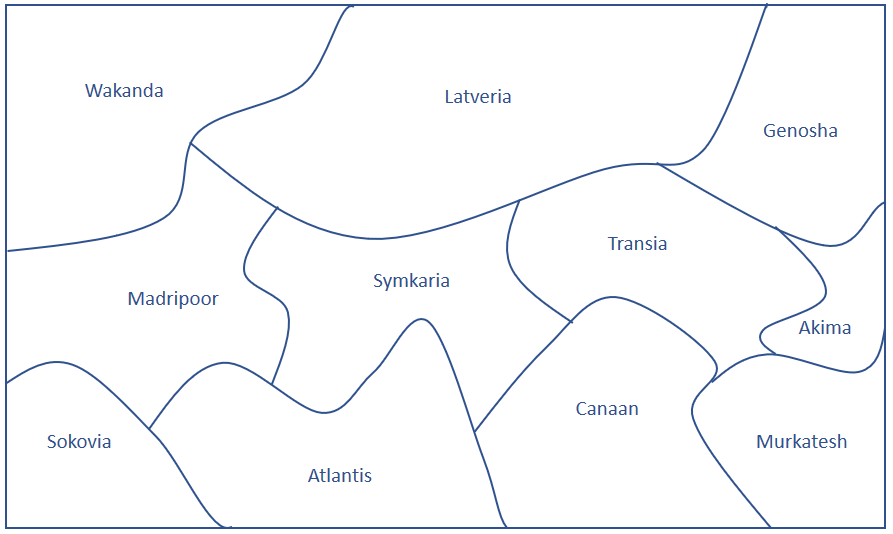 Wakanda
Latveria
Genosha
Transia
Symkaria
Madripoor
Akima
Canaan
Sokovia
Murkatesh
Atlantis